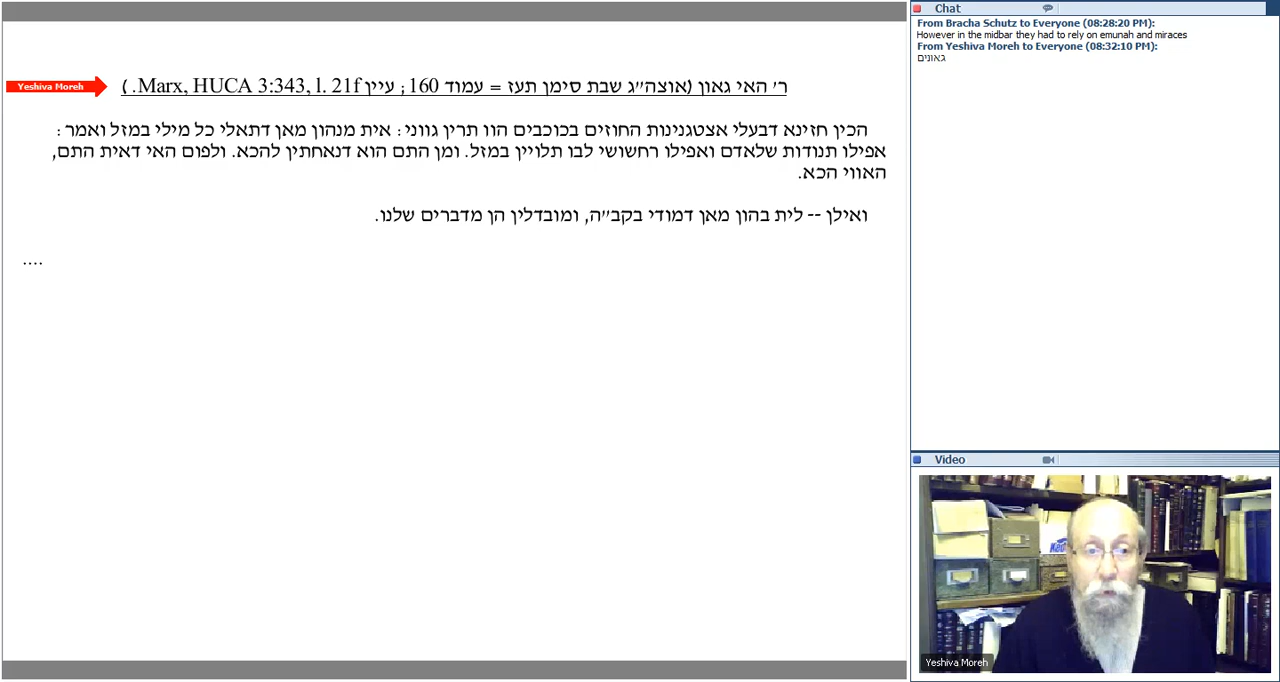 Yeshiva Moreh
ר' האי גאון (אוצה"ג שבת סימן תעז = עמוד 160; עיין Marx, HUCA 3:343, l. 21f.)
הכין חזינא דבעלי אצטגנינות החוזים בכוכבים הוו תרין גווני: אית מנהון מאן דתאלי כל מילי במזל ואמר:
אפילו תנודות שלאדם ואפילו רחשושי לבו תלויין במזל. ומן התם הוא דנאחתין להכא. ולפום האי דאית התם,
האווי הכא.
ואילן -- לית בהון מאן דמודי בקב"ה, ומובדלין הן מדברים שלנו.
....
Chat
From Bracha Schutz to Everyone (08:28:20 PM):
However in the midbar they had to rely on emunah and miraces
From Yeshiva Moreh to Everyone (08:32:10 PM):
גאונים
Video
Yeshiva Moreh